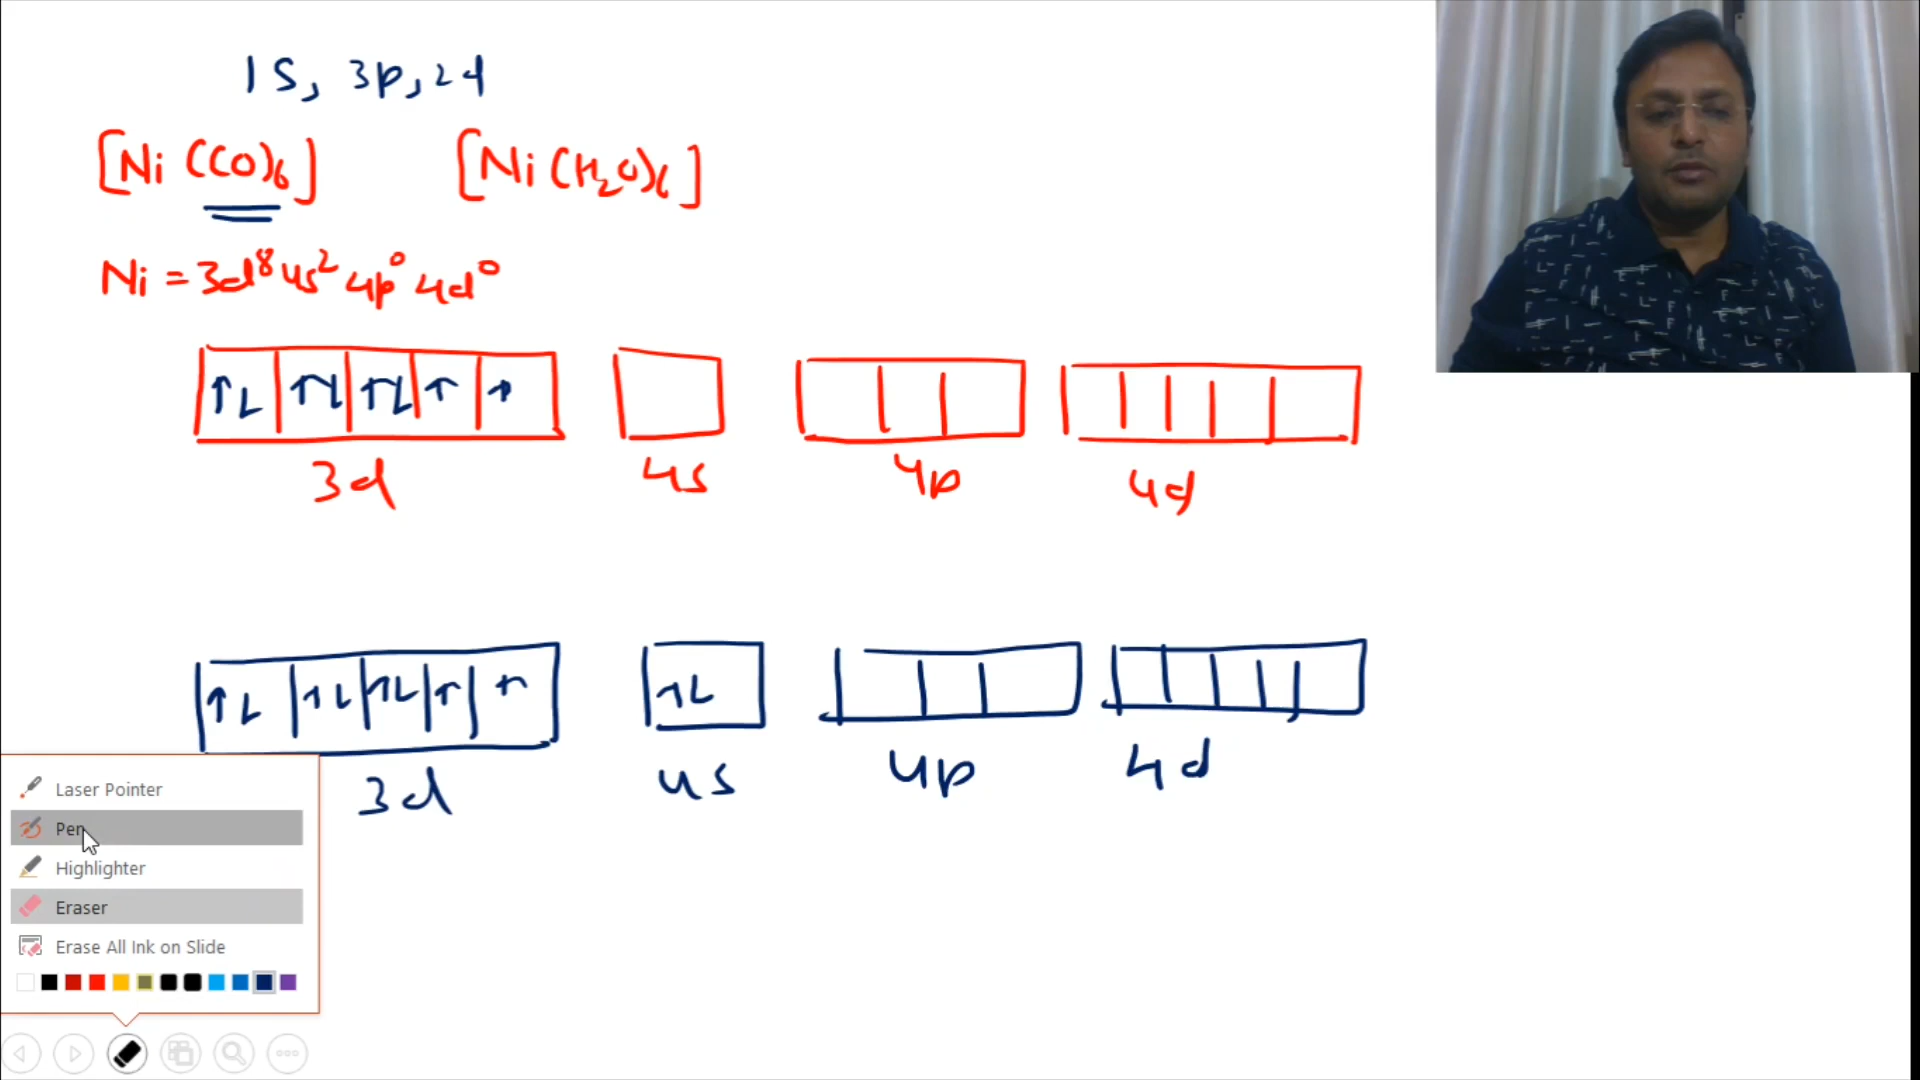 1s, 3p, 2d
[Ni (CO)6] [Ni (H2O)6]
Ni = 3d⁸ 4s² 4p⁰ 4d⁰
↑↓ ↑↓ ↑↓ ↑ ↑
3d 4s 4p 4d
↑↓ ↑↓ ↑↓ ↑ ↑ ↑↓
3d 4s 4p 4d
Laser Pointer
Pen
Highlighter
Eraser
Erase All Ink on Slide